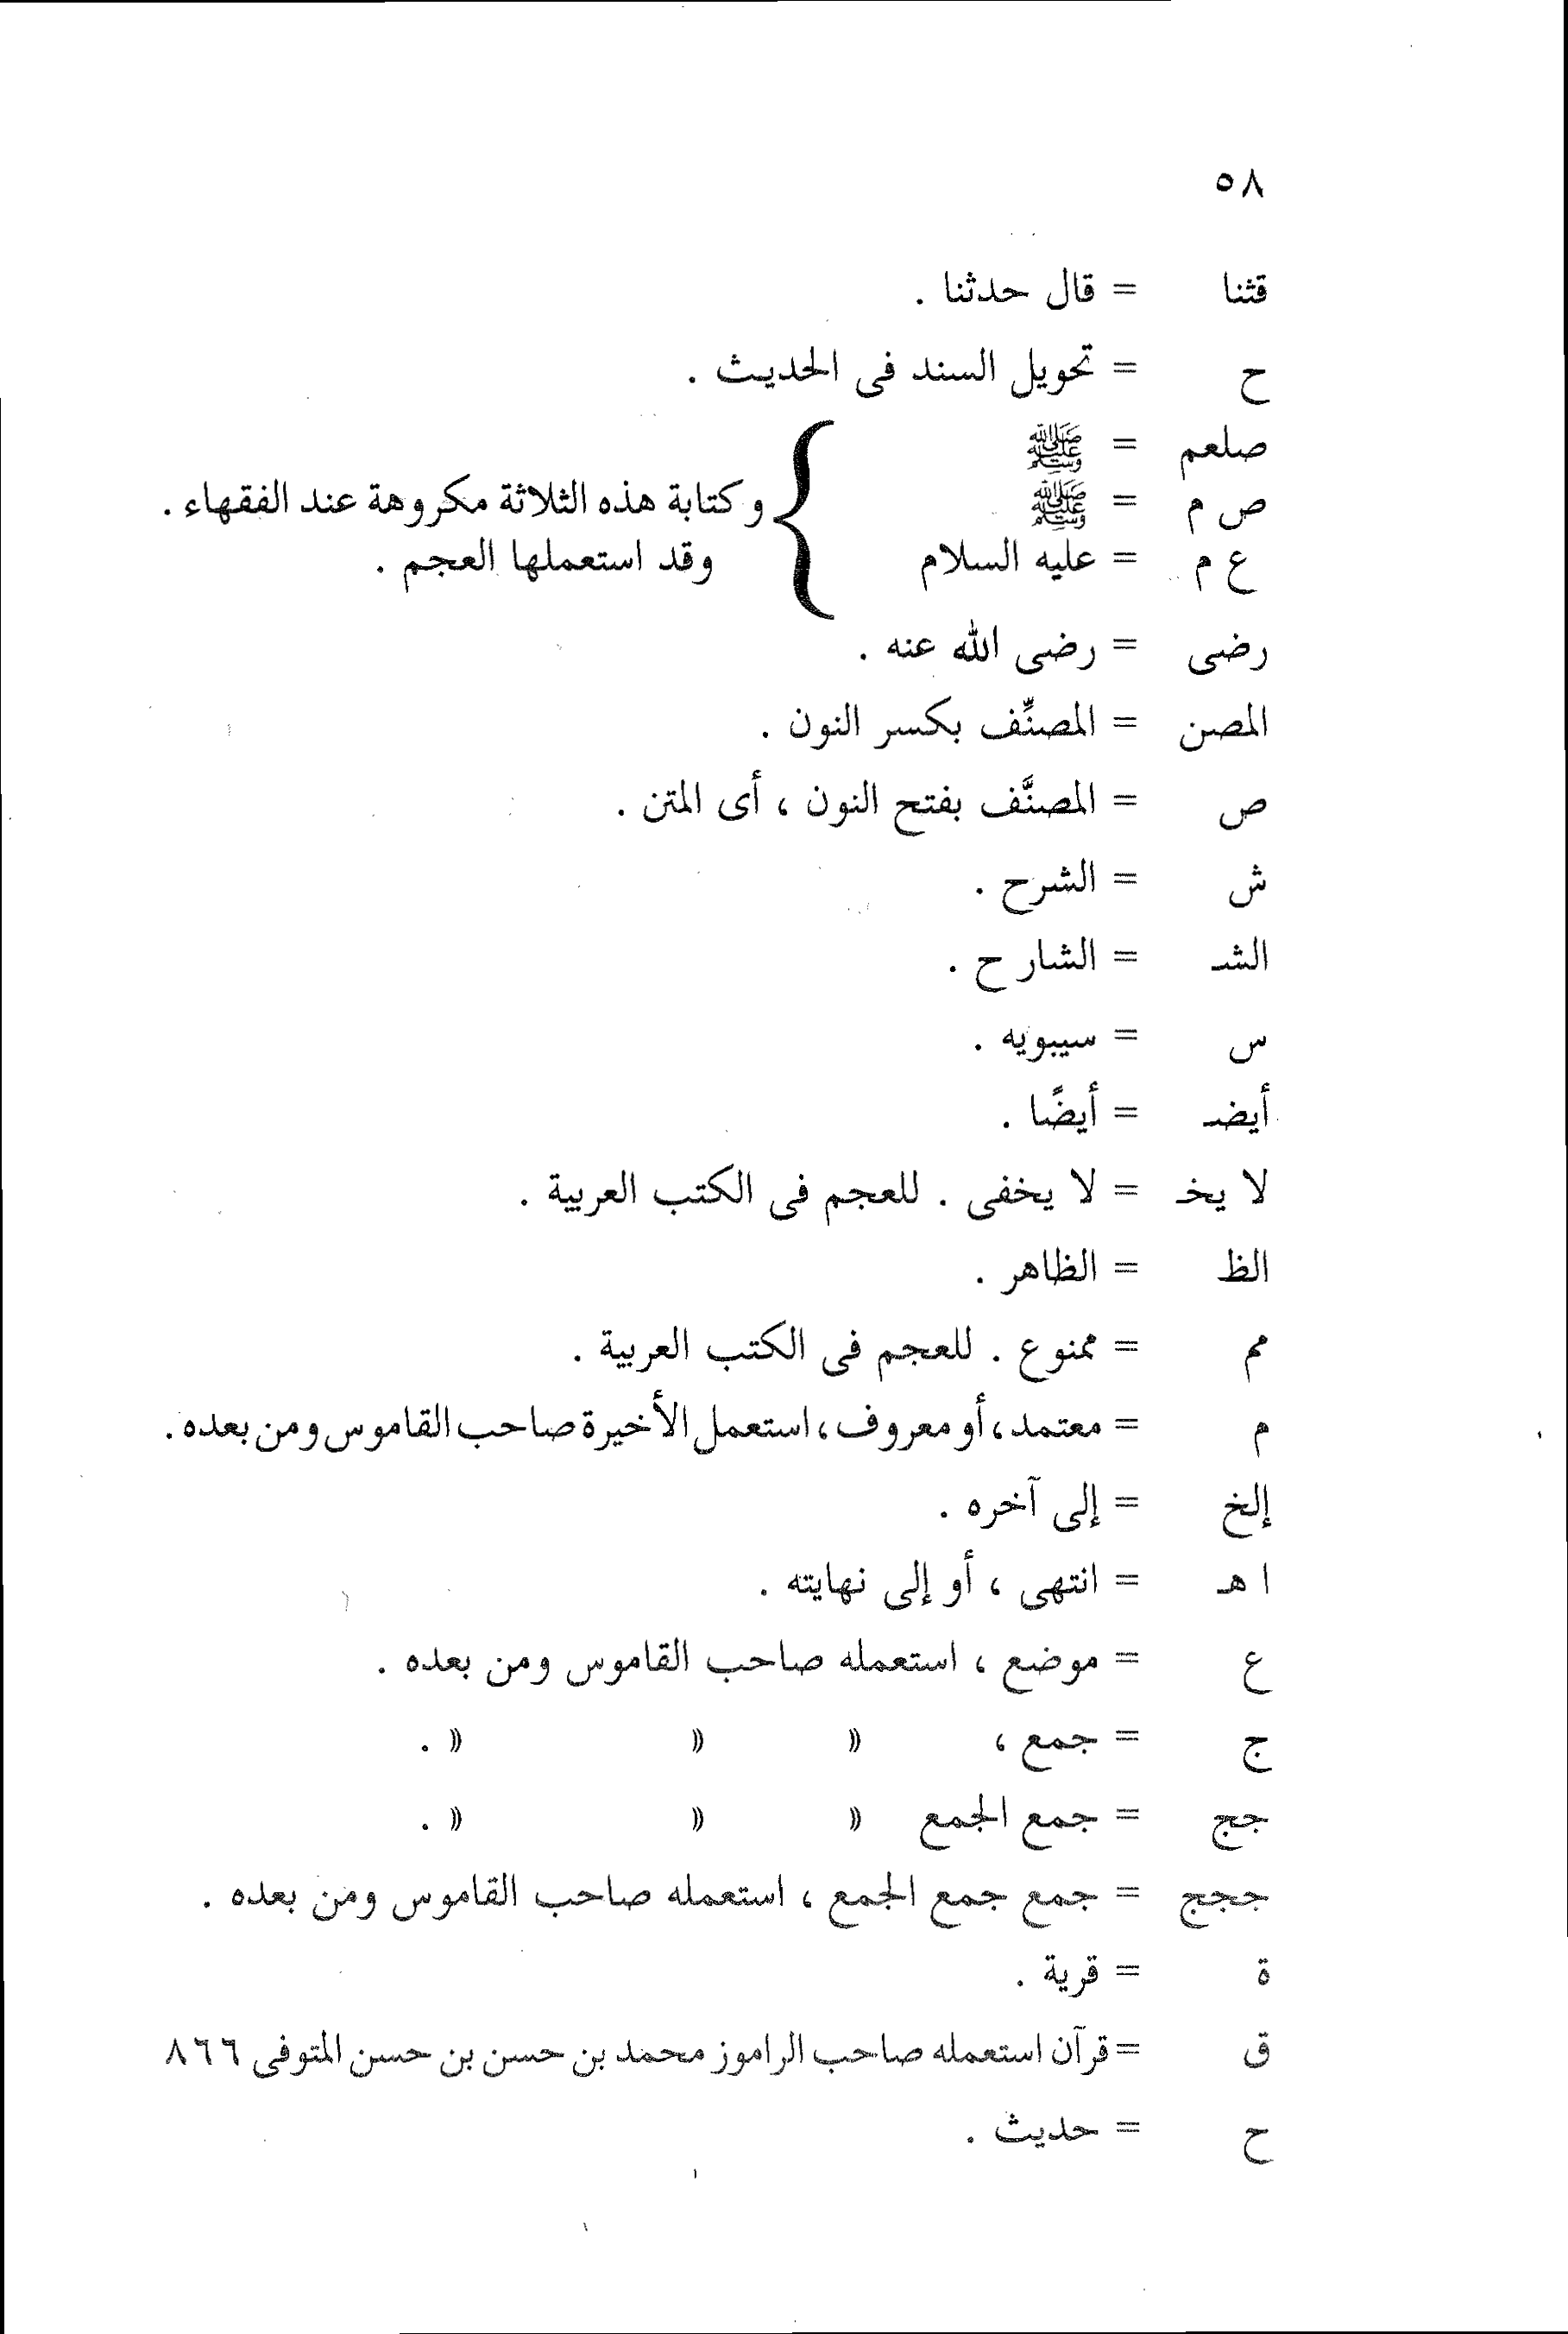 ٥٨
قثنا = قال حدثنا .
ح = تحويل السند فى الحديث .
صلعم = ﷺ
ص م = ﷺ } وكتابة هذه الثلاثة مكروهة عند الفقهاء .
ع م = عليه السلام } وقد استعملها العجم .
رضى = رضى الله عنه .
المصن = المصنِّف بكسر النون .
ص = المصنَّف بفتح النون ، أى المتن .
ش = الشرح .
الشـ = الشارح .
س = سيبويه .
أيضـ = أيضًا .
لا يخـ = لا يخفى . للعجم فى الكتب العربية .
الظ = الظاهر .
مم = ممنوع . للعجم فى الكتب العربية .
م = معتمد ، أو معروف ، استعمل الأخيرة صاحب القاموس ومن بعده .
إلخ = إلى آخره .
ا هـ = انتهى ، أو إلى نهايته .
ع = موضع ، استعمله صاحب القاموس ومن بعده .
ج = جمع ، » » » .
جج = جمع الجمع » » » .
ججج = جمع جمع الجمع ، استعمله صاحب القاموس ومن بعده .
ة = قرية .
ق = قرآن استعمله صاحب الراموز محمد بن حسن بن حسن المتوفى ٨٦٦
ح = حديث .